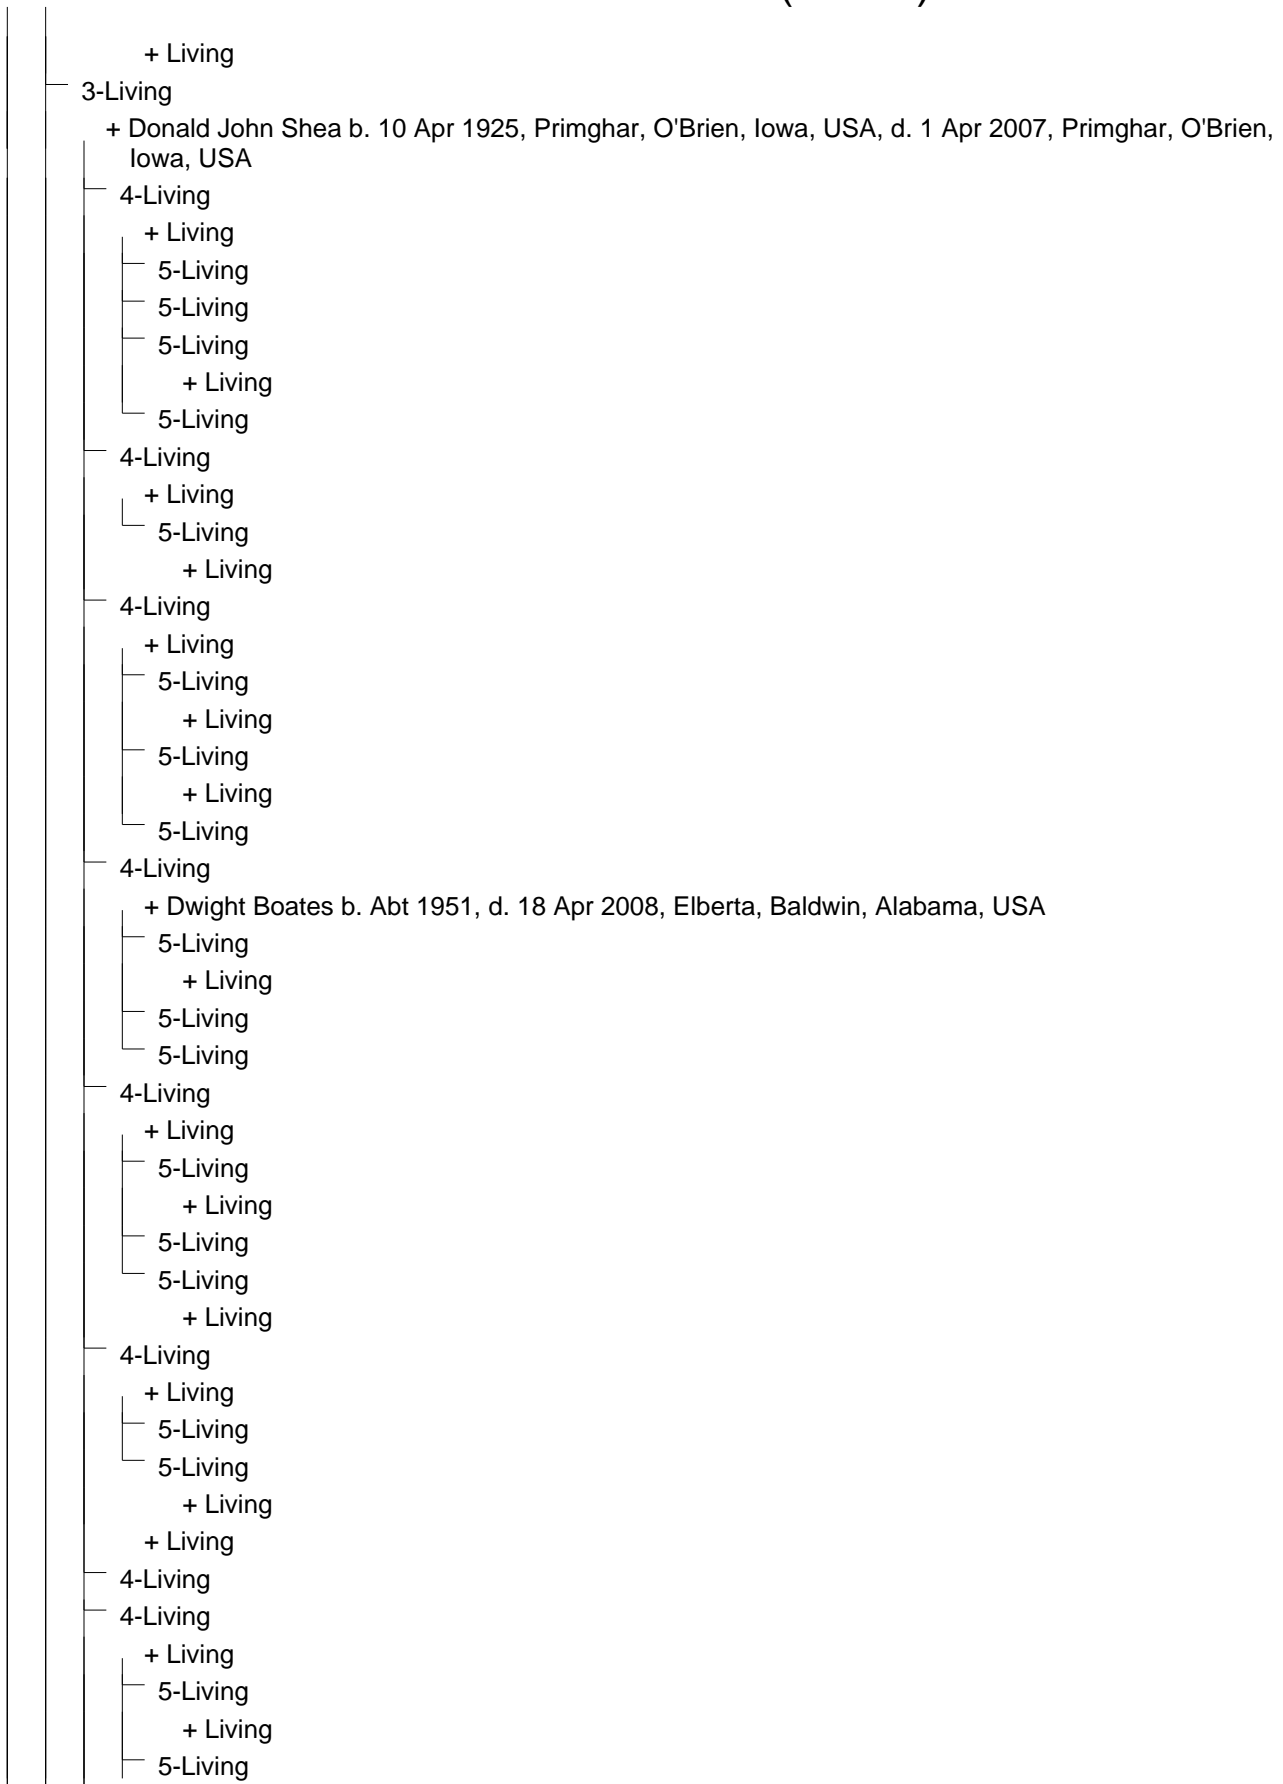 + Living
3-Living
+ Donald John Shea b. 10 Apr 1925, Primghar, O'Brien, Iowa, USA, d. 1 Apr 2007, Primghar, O'Brien,
Iowa, USA
4-Living
+ Living
5-Living
5-Living
5-Living
+ Living
5-Living
4-Living
+ Living
5-Living
+ Living
4-Living
+ Living
5-Living
+ Living
5-Living
+ Living
5-Living
4-Living
+ Dwight Boates b. Abt 1951, d. 18 Apr 2008, Elberta, Baldwin, Alabama, USA
5-Living
+ Living
5-Living
5-Living
4-Living
+ Living
5-Living
+ Living
5-Living
5-Living
+ Living
4-Living
+ Living
5-Living
5-Living
+ Living
+ Living
4-Living
4-Living
+ Living
5-Living
+ Living
5-Living